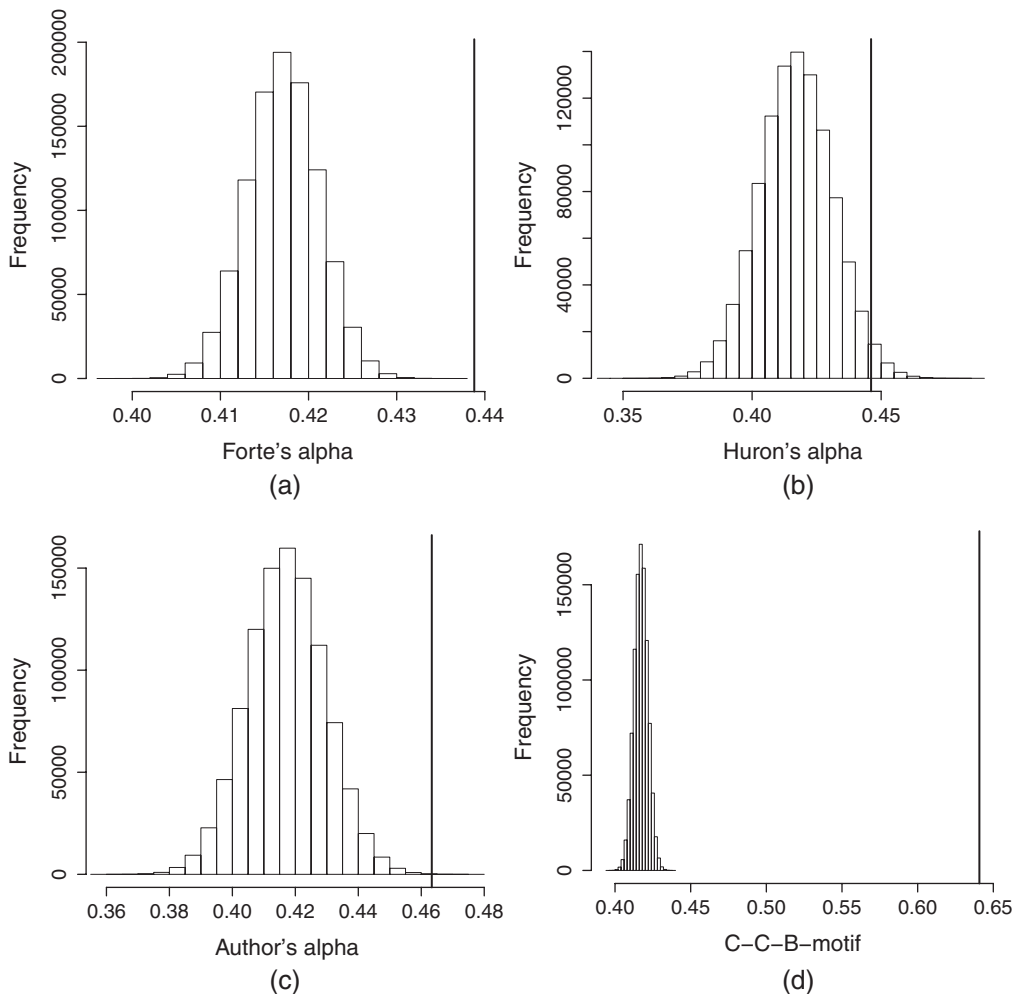 Frequency
0 50000 100000 150000 200000
0.40 0.41 0.42 0.43 0.44
Forte's alpha
(a)
Frequency
0 40000 80000 120000
0.35 0.40 0.45
Huron's alpha
(b)
Frequency
0 50000 100000 150000
0.36 0.38 0.40 0.42 0.44 0.46 0.48
Author's alpha
(c)
Frequency
0 50000 100000 150000
0.40 0.45 0.50 0.55 0.60 0.65
C−C−B−motif
(d)